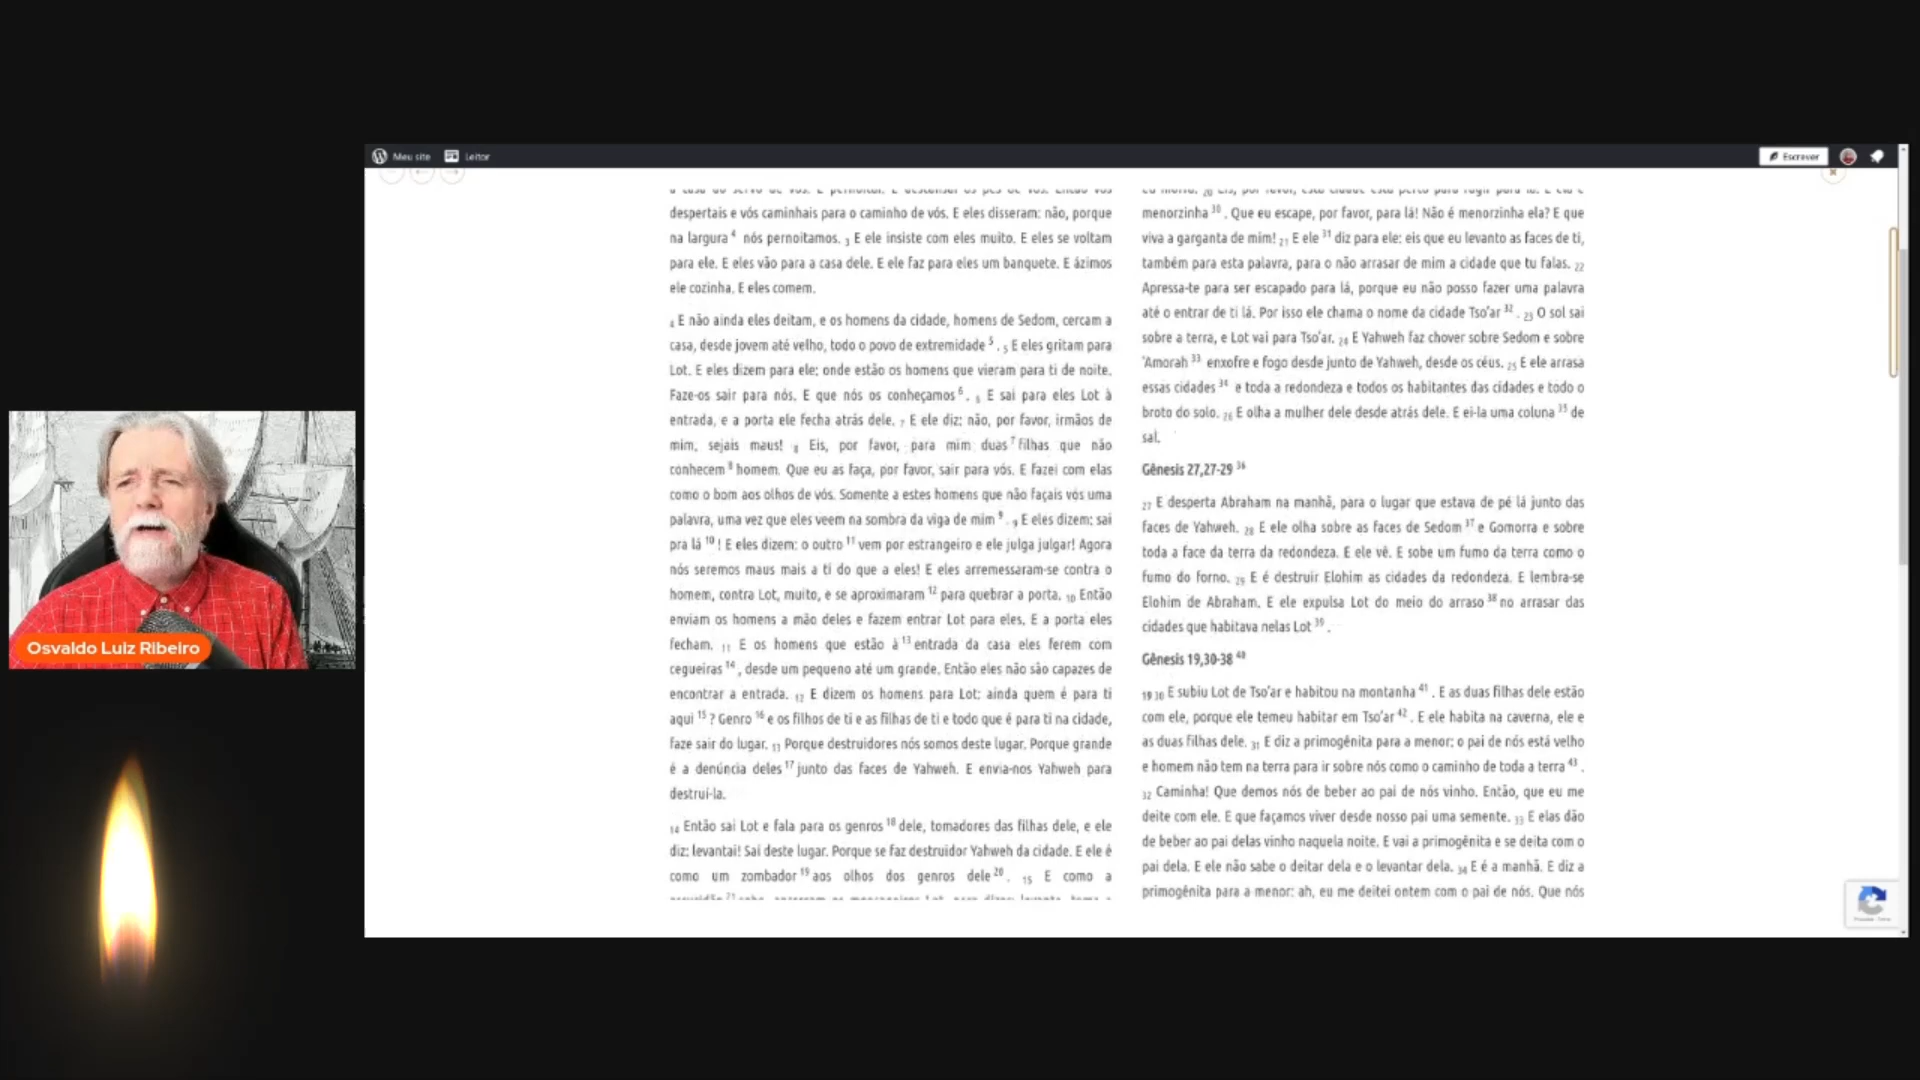 Meu site
Leitor
Escrever
despertais e vós caminhais para o caminho de vós. E eles disseram: não, porque
na largura 4 nós pernoitamos. 3 E ele insiste com eles muito. E eles se voltam
para ele. E eles vão para a casa dele. E ele faz para eles um banquete. E ázimos
ele cozinha. E eles comem.
4 E não ainda eles deitam, e os homens da cidade, homens de Sedom, cercam a
casa, desde jovem até velho, todo o povo de extremidade 5 . 5 E eles gritam para
Lot. E eles dizem para ele: onde estão os homens que vieram para ti de noite.
Faze-os sair para nós. E que nós os conheçamos 6 . 6 E sai para eles Lot à
entrada, e a porta ele fecha atrás dele. 7 E ele diz: não, por favor, irmãos de
mim, sejais maus! 8 Eis, por favor, para mim duas 7 filhas que não
conhecem 8 homem. Que eu as faça, por favor, sair para vós. E fazei com elas
como o bom aos olhos de vós. Somente a estes homens que não façais vós uma
palavra, uma vez que eles veem na sombra da viga de mim 9 . 9 E eles dizem: sai
pra lá 10 ! E eles dizem: o outro 11 vem por estrangeiro e ele julga julgar! Agora
nós seremos maus mais a ti do que a eles! E eles arremessaram-se contra o
homem, contra Lot, muito, e se aproximaram 12 para quebrar a porta. 10 Então
enviam os homens a mão deles e fazem entrar Lot para eles. E a porta eles
fecham. 11 E os homens que estão à 13 entrada da casa eles ferem com
cegueiras 14 , desde um pequeno até um grande. Então eles não são capazes de
encontrar a entrada. 12 E dizem os homens para Lot: ainda quem é para ti
aqui 15 ? Genro 16 e os filhos de ti e as filhas de ti e todo que é para ti na cidade,
faze sair do lugar. 13 Porque destruidores nós somos deste lugar. Porque grande
é a denúncia deles 17 junto das faces de Yahweh. E envia-nos Yahweh para
destruí-la.
14 Então sai Lot e fala para os genros 18 dele, tomadores das filhas dele, e ele
diz: levantai! Sai deste lugar. Porque se faz destruidor Yahweh da cidade. E ele é
como um zombador 19 aos olhos dos genros dele 20 . 15 E como a
menorzinha 30 . Que eu escape, por favor, para lá! Não é menorzinha ela? E que
viva a garganta de mim! 21 E ele 31 diz para ele: eis que eu levanto as faces de ti,
também para esta palavra, para o não arrasar de mim a cidade que tu falas. 22
Apressa-te para ser escapado para lá, porque eu não posso fazer uma palavra
até o entrar de ti lá. Por isso ele chama o nome da cidade Tso'ar 32 . 23 O sol sai
sobre a terra, e Lot vai para Tso'ar. 24 E Yahweh faz chover sobre Sedom e sobre
'Amorah 33 enxofre e fogo desde junto de Yahweh, desde os céus. 25 E ele arrasa
essas cidades 34 e toda a redondeza e todos os habitantes das cidades e todo o
broto do solo. 26 E olha a mulher dele desde atrás dele. E ei-la uma coluna 35 de
sal.
Gênesis 27,27-29 36
27 E desperta Abraham na manhã, para o lugar que estava de pé lá junto das
faces de Yahweh. 28 E ele olha sobre as faces de Sedom 37 e Gomorra e sobre
toda a face da terra da redondeza. E ele vê. E sobe um fumo da terra como o
fumo do forno. 29 E é destruir Elohim as cidades da redondeza. E lembra-se
Elohim de Abraham. E ele expulsa Lot do meio do arraso 38 no arrasar das
cidades que habitava nelas Lot 39 .
Gênesis 19,30-38 40
19 30 E subiu Lot de Tso'ar e habitou na montanha 41 . E as duas filhas dele estão
com ele, porque ele temeu habitar em Tso'ar 42 . E ele habita na caverna, ele e
as duas filhas dele. 31 E diz a primogênita para a menor: o pai de nós está velho
e homem não tem na terra para ir sobre nós como o caminho de toda a terra 43 .
32 Caminha! Que demos nós de beber ao pai de nós vinho. Então, que eu me
deite com ele. E que façamos viver desde nosso pai uma semente. 33 E elas dão
de beber ao pai delas vinho naquela noite. E vai a primogênita e se deita com o
pai dela. E ele não sabe o deitar dela e o levantar dela. 34 E é a manhã. E diz a
primogênita para a menor: ah, eu me deitei ontem com o pai de nós. Que nós
Osvaldo Luiz Ribeiro